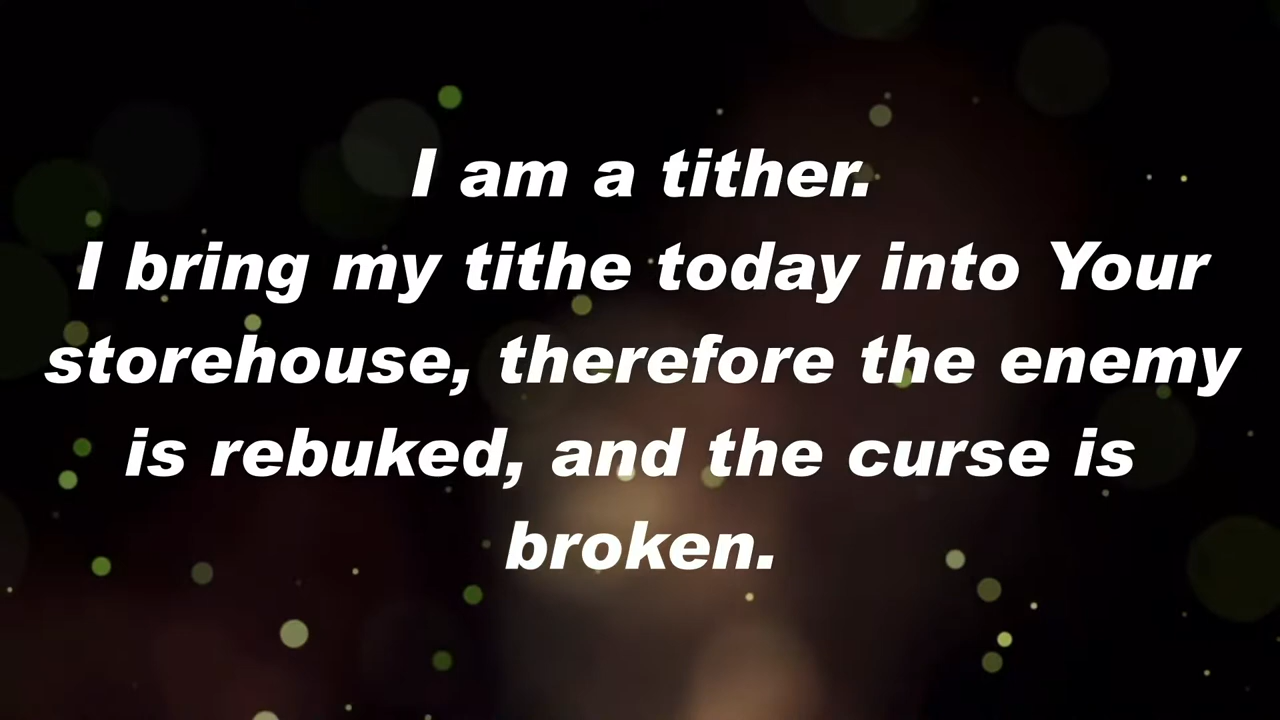 I am a tither.
I bring my tithe today into Your
storehouse, therefore the enemy
is rebuked, and the curse is
broken.